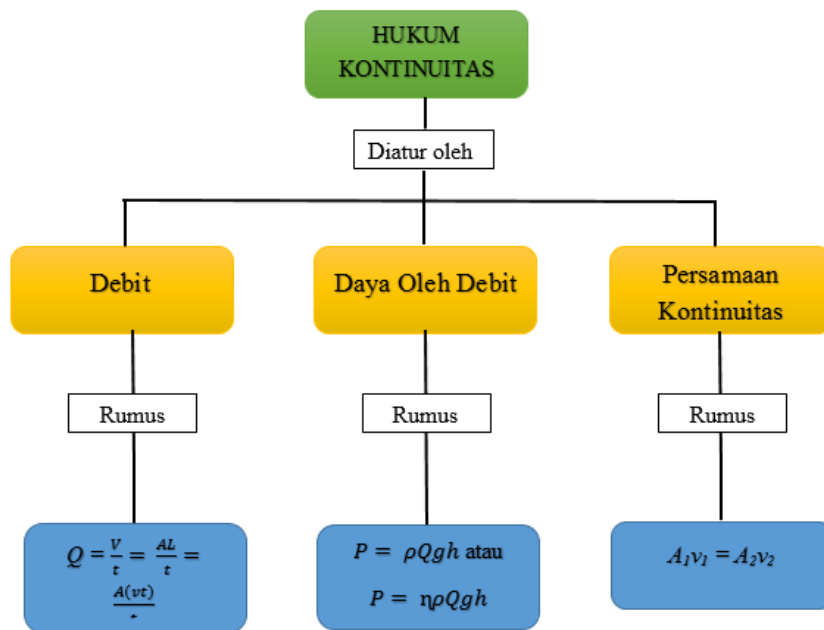 HUKUM
KONTINUITAS
Diatur oleh
Debit
Daya Oleh Debit
Persamaan
Kontinuitas
Rumus
Rumus
Rumus
Q = V/t = AL/t =
A(vt)/
P = ρQgh atau
P = ηρQgh
A₁v₁ = A₂v₂